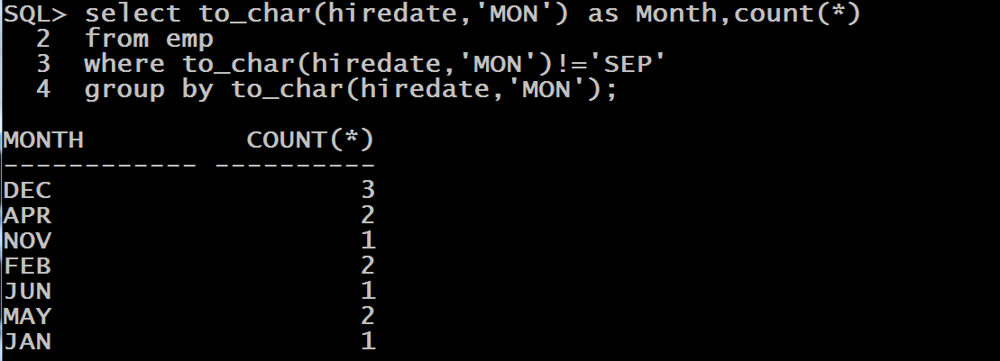 SQL> select to_char(hiredate,'MON') as Month,count(*)
  2  from emp
  3  where to_char(hiredate,'MON')!='SEP'
  4  group by to_char(hiredate,'MON');

MONTH          COUNT(*)
------------ ----------
DEC                   3
APR                   2
NOV                   1
FEB                   2
JUN                   1
MAY                   2
JAN                   1